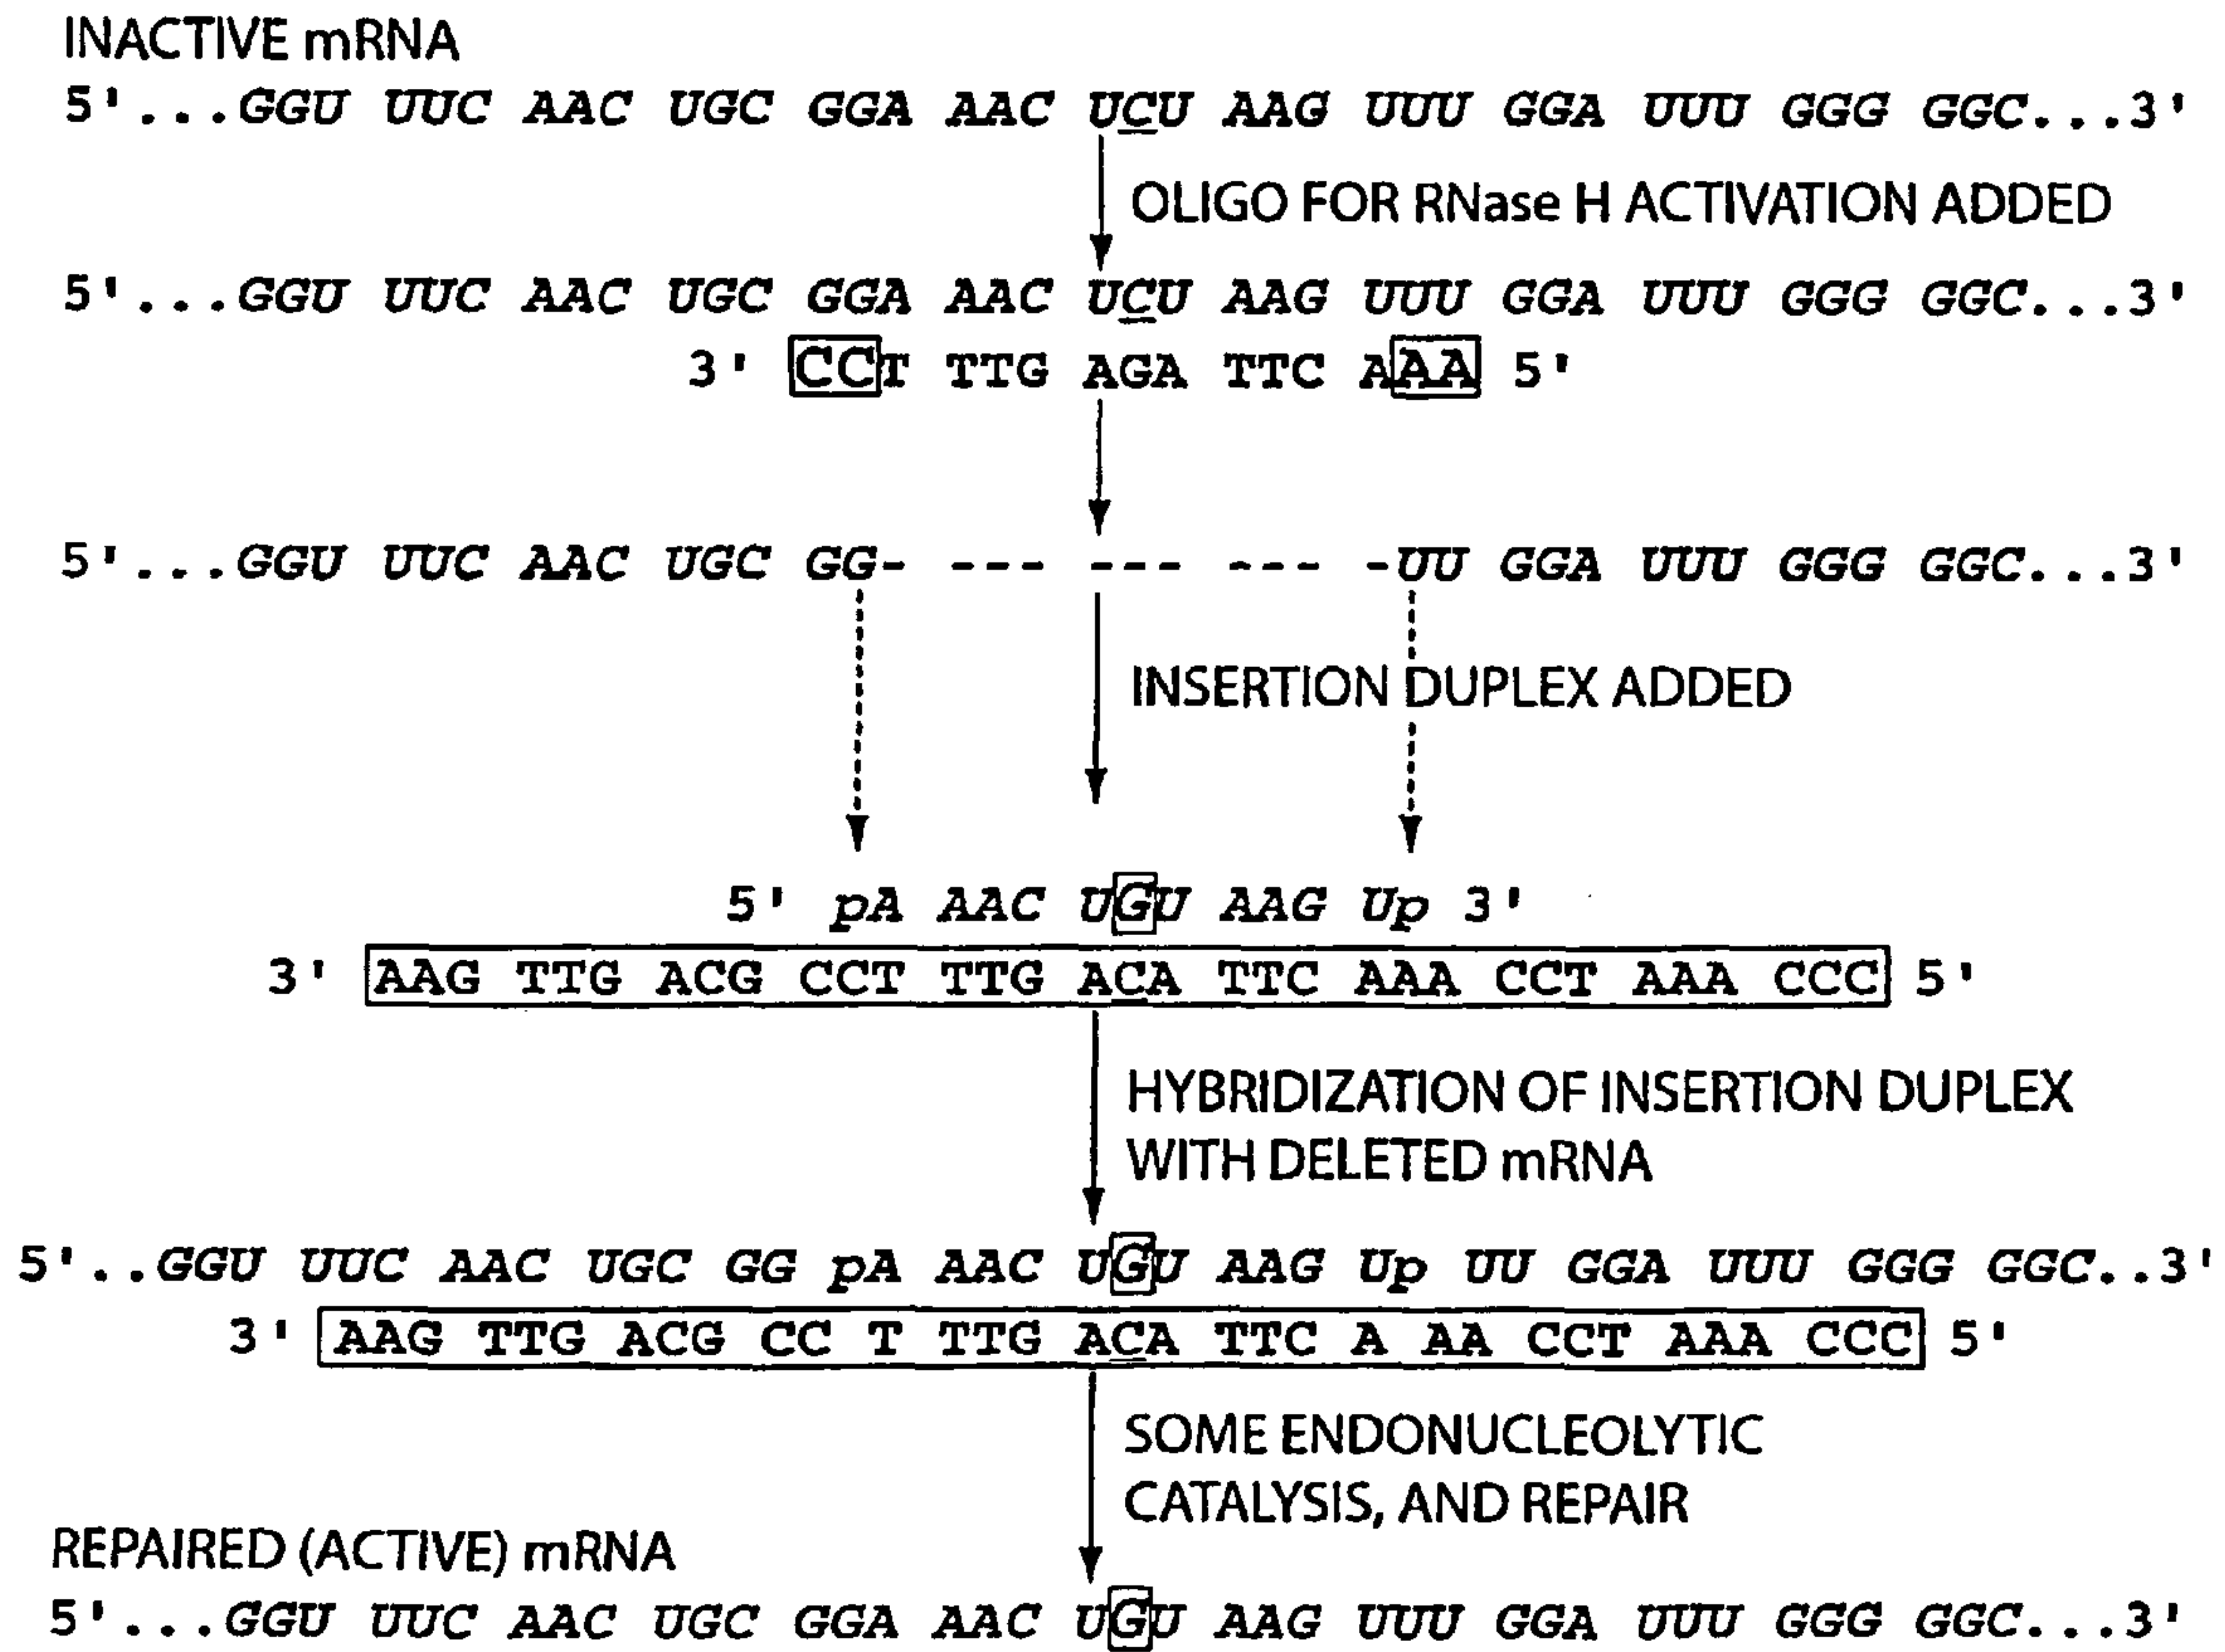 INACTIVE mRNA
5'...GGU UUC AAC UGC GGA AAC UCU AAG UUU GGA UUU GGG GGC...3'
OLIGO FOR RNase H ACTIVATION ADDED
5'...GGU UUC AAC UGC GGA AAC UCU AAG UUU GGA UUU GGG GGC...3'
3' CCT TTG AGA TTC AAA 5'
5'...GGU UUC AAC UGC GG- --- --- --- -UU GGA UUU GGG GGC...3'
INSERTION DUPLEX ADDED
5' pA AAC UGU AAG Up 3'
3' AAG TTG ACG CCT TTG ACA TTC AAA CCT AAA CCC 5'
HYBRIDIZATION OF INSERTION DUPLEX
WITH DELETED mRNA
5'..GGU UUC AAC UGC GG pA AAC UGU AAG Up UU GGA UUU GGG GGC..3'
3' AAG TTG ACG CC T TTG ACA TTC A AA CCT AAA CCC 5'
SOME ENDONUCLEOLYTIC
CATALYSIS, AND REPAIR
REPAIRED (ACTIVE) mRNA
5'...GGU UUC AAC UGC GGA AAC UGU AAG UUU GGA UUU GGG GGC...3'